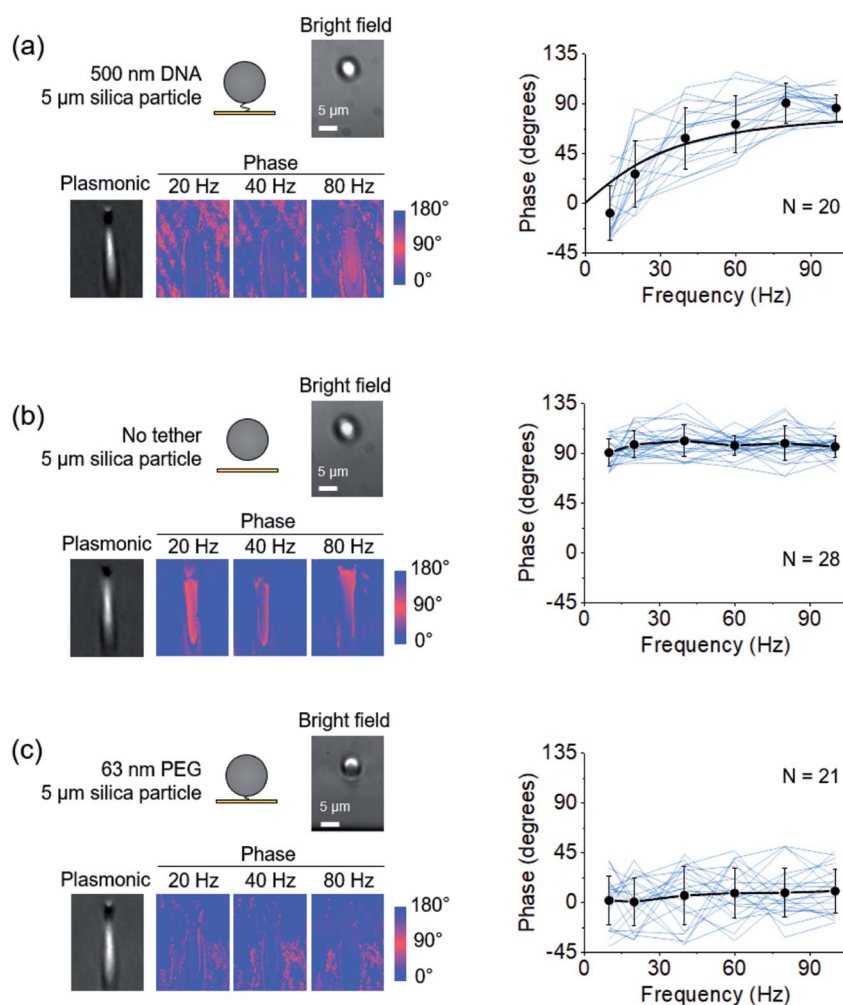 (a)
Bright field
500 nm DNA
5 µm silica particle
5 µm
Phase
Plasmonic
20 Hz
40 Hz
80 Hz
180°
90°
0°
135
90
45
0
-45
Phase (degrees)
N = 20
0
30
60
90
Frequency (Hz)
(b)
Bright field
No tether
5 µm silica particle
5 µm
Phase
Plasmonic
20 Hz
40 Hz
80 Hz
180°
90°
0°
135
90
45
0
-45
Phase (degrees)
N = 28
0
30
60
90
Frequency (Hz)
(c)
Bright field
63 nm PEG
5 µm silica particle
5 µm
Phase
Plasmonic
20 Hz
40 Hz
80 Hz
180°
90°
0°
135
90
45
0
-45
Phase (degrees)
N = 21
0
30
60
90
Frequency (Hz)